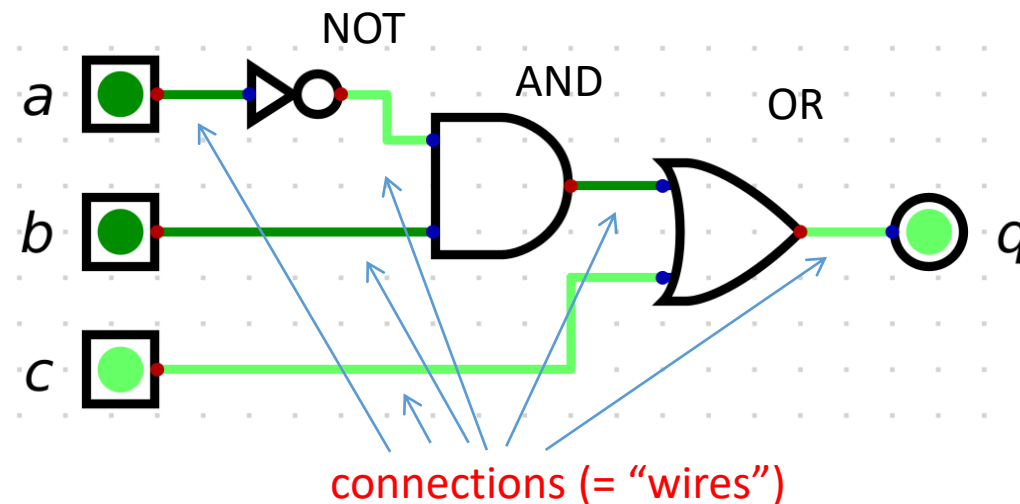 NOT
AND
OR
a
b
q
c
connections (= “wires”)